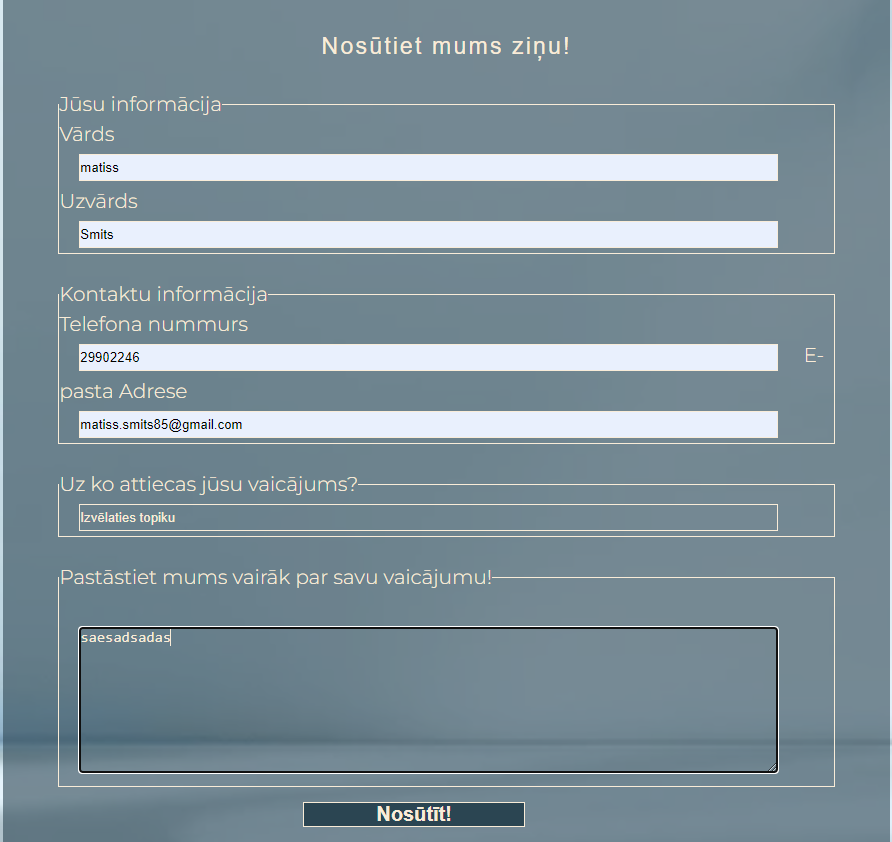 Nosūtiet mums ziņu!
Jūsu informācija
Vārds
matiss
Uzvārds
Smits
Kontaktu informācija
Telefona nummurs
29902246 E-
pasta Adrese
matiss.smits85@gmail.com
Uz ko attiecas jūsu vaicājums?
Izvēlaties topiku
Pastāstiet mums vairāk par savu vaicājumu!
saesadsadas
Nosūtīt!